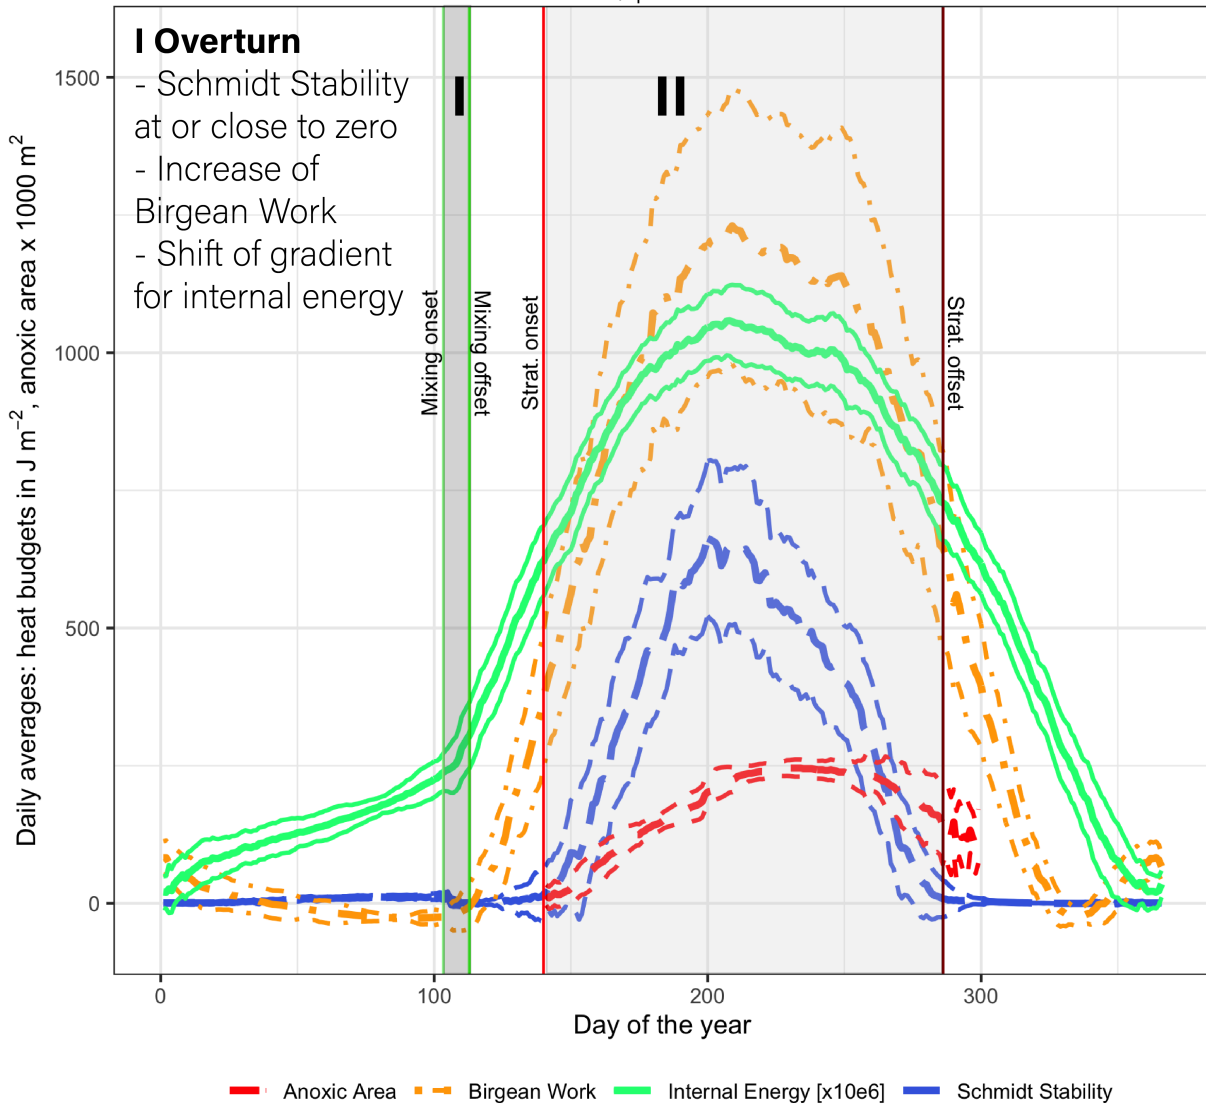 I Overturn
- Schmidt Stability
at or close to zero
- Increase of
Birgean Work
- Shift of gradient
for internal energy
I
II
Mixing onset
Mixing offset
Strat. onset
Strat. offset
Daily averages: heat budgets in J m⁻², anoxic area x 1000 m²
1500
1000
500
0
0
100
200
300
Day of the year
Anoxic Area
Birgean Work
Internal Energy [x10e6]
Schmidt Stability